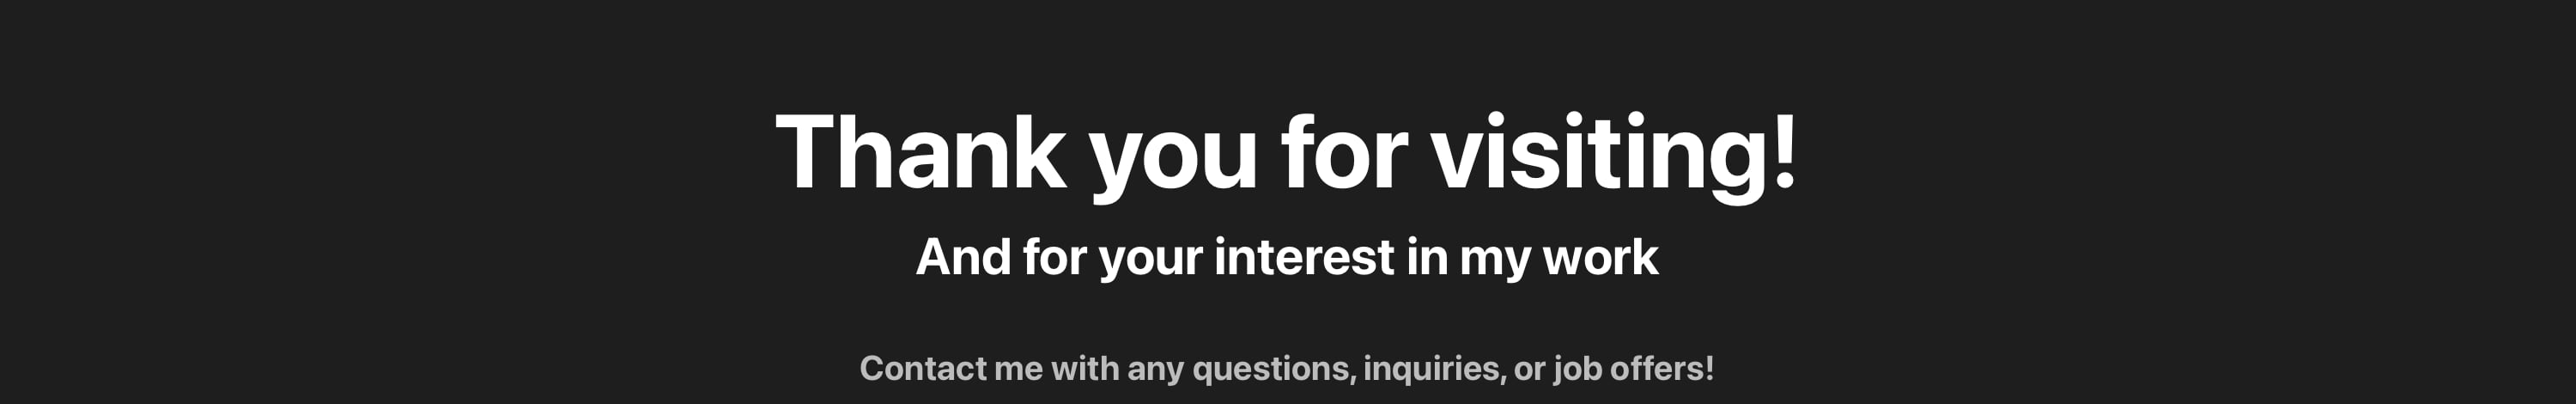 Thank you for visiting!
And for your interest in my work
Contact me with any questions, inquiries, or job offers!